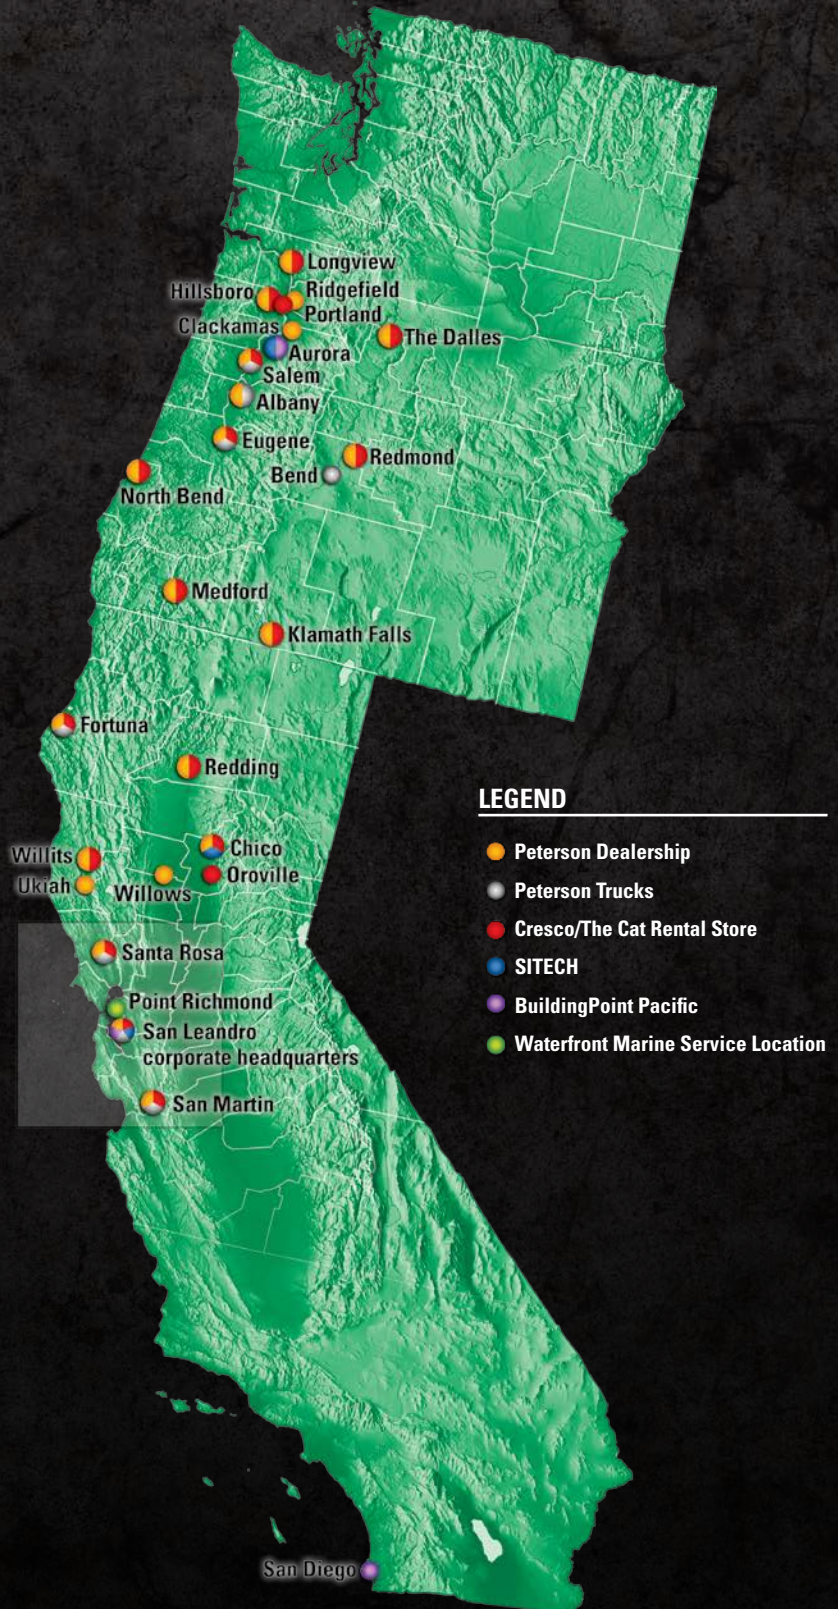 Longview
Hillsboro
Ridgefield
Portland
Clackamas
The Dalles
Aurora
Salem
Albany
Eugene
Redmond
Bend
North Bend
Medford
Klamath Falls
Fortuna
Redding
LEGEND
Peterson Dealership
Peterson Trucks
Cresco/The Cat Rental Store
SITECH
BuildingPoint Pacific
Waterfront Marine Service Location
Chico
Willits
Oroville
Ukiah
Willows
Santa Rosa
Point Richmond
San Leandro
corporate headquarters
San Martin
San Diego